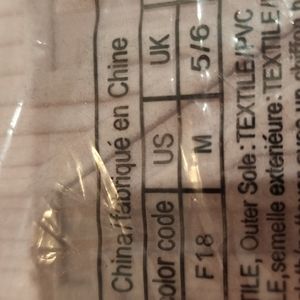 China/fabriqué en Chine
color code US UK
F18 M 5/6
TILE, Outer Sole:TEXTILE/PVC
E,semelle extérieure:TEXTILE/